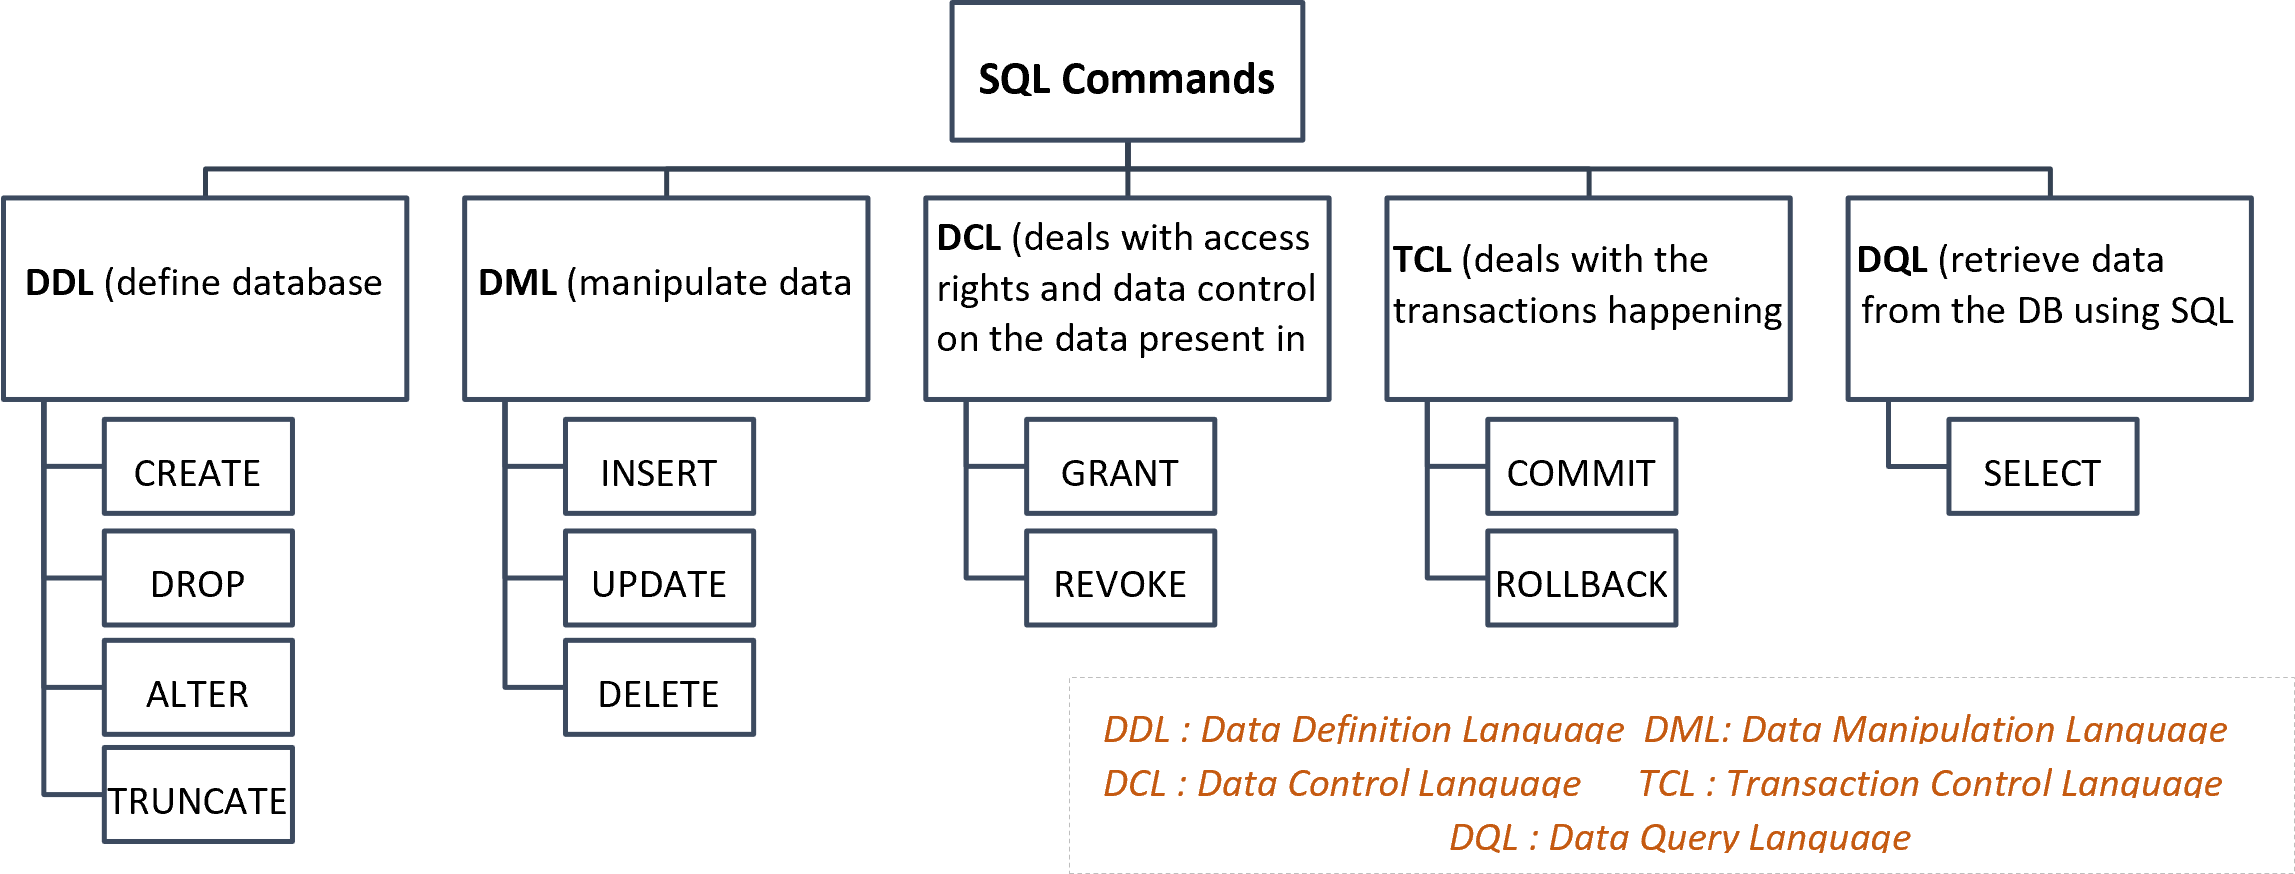 SQL Commands
DDL (define database
DML (manipulate data
DCL (deals with access
rights and data control
on the data present in
TCL (deals with the
transactions happening
DQL (retrieve data
from the DB using SQL
CREATE
DROP
ALTER
TRUNCATE
INSERT
UPDATE
DELETE
GRANT
REVOKE
COMMIT
ROLLBACK
SELECT
DDL : Data Definition Language DML: Data Manipulation Language
DCL : Data Control Language TCL : Transaction Control Language
DQL : Data Query Language